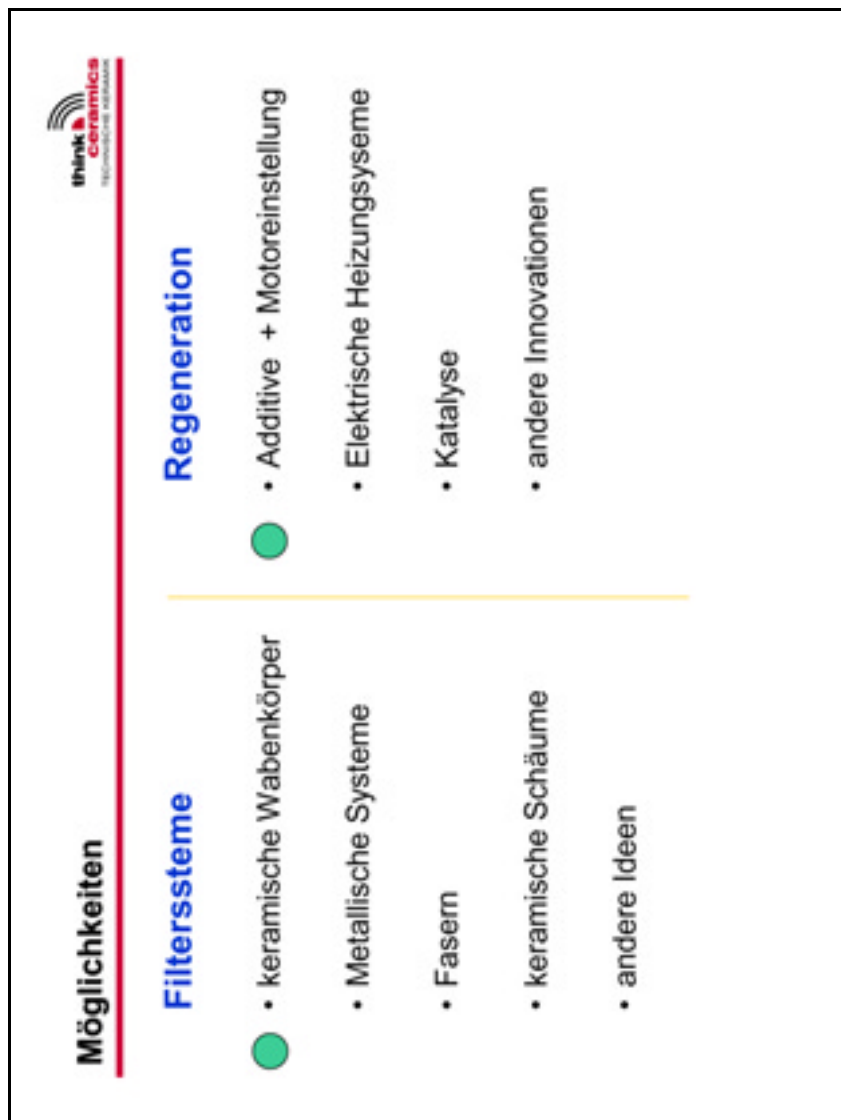 Möglichkeiten
think
ceramics
TECHNISCHE KERAMIK
Filterssteme
• keramische Wabenkörper
• Metallische Systeme
• Fasern
• keramische Schäume
• andere Ideen
Regeneration
• Additive + Motoreinstellung
• Elektrische Heizungsyseme
• Katalyse
• andere Innovationen